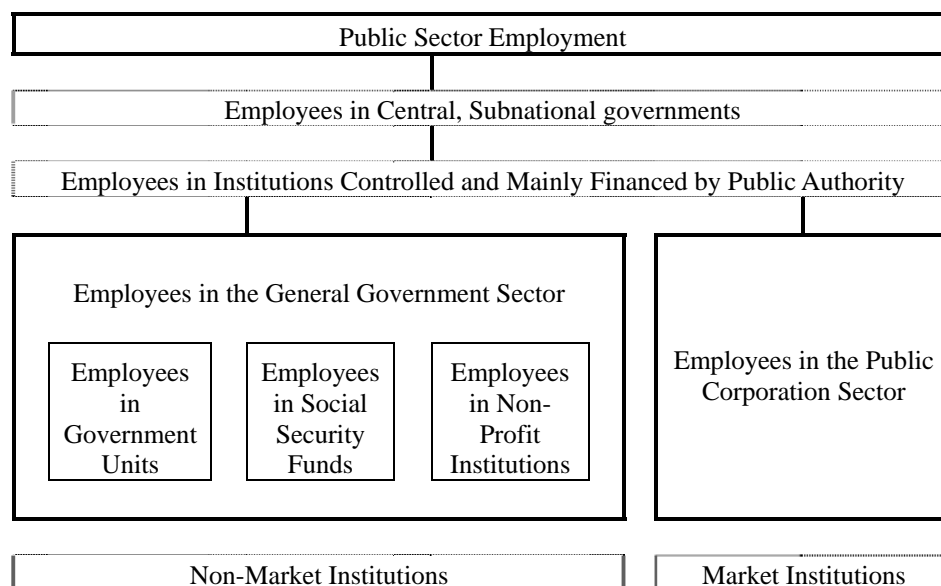 Public Sector Employment
Employees in Central, Subnational governments
Employees in Institutions Controlled and Mainly Financed by Public Authority
Employees in the General Government Sector
Employees
in
Government
Units
Employees
in Social
Security
Funds
Employees
in Non-
Profit
Institutions
Employees in the Public
Corporation Sector
Non-Market Institutions
Market Institutions